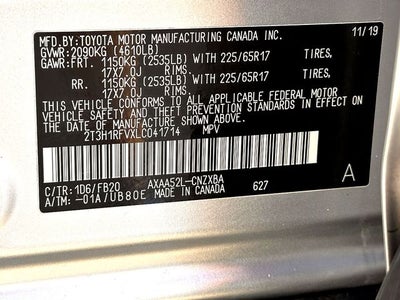 MFD.BY:TOYOTA MOTOR MANUFACTURING CANADA INC. 11/19
GVWR:2090KG (4610LB)
GAWR:FRT. 1150KG (2535LB) WITH 225/65R17 TIRES,
17X7.0J RIMS.
RR. 1150KG (2535LB) WITH 225/65R17 TIRES,
17X7.0J RIMS.
THIS VEHICLE CONFORMS TO ALL APPLICABLE FEDERAL MOTOR
VEHICLE SAFETY STANDARDS IN EFFECT ON THE DATE OF
MANUFACTURE SHOWN ABOVE.
2T3H1RFVXLC041714 MPV
C/TR:1D6/FB20 AXAA52L-CNZXBA 627 A
A/TM:-01A/UB80E MADE IN CANADA